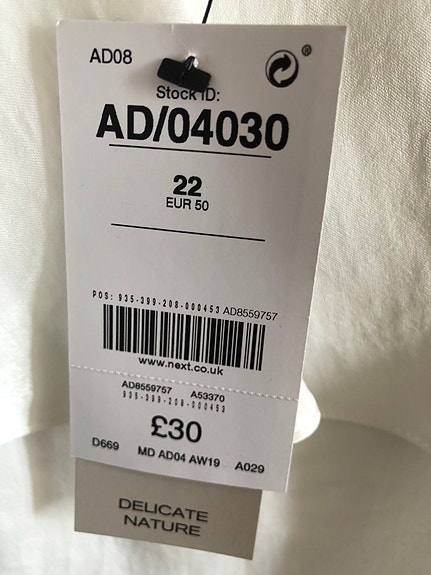 AD08
®
Stock ID:
AD/04030
22
EUR 50
POS: 935-399-208-000453 AD8559757
www.next.co.uk
AD8559757 A53370
935-399-208-000453
£30
D669 MD AD04 AW19 A029
DELICATE
NATURE